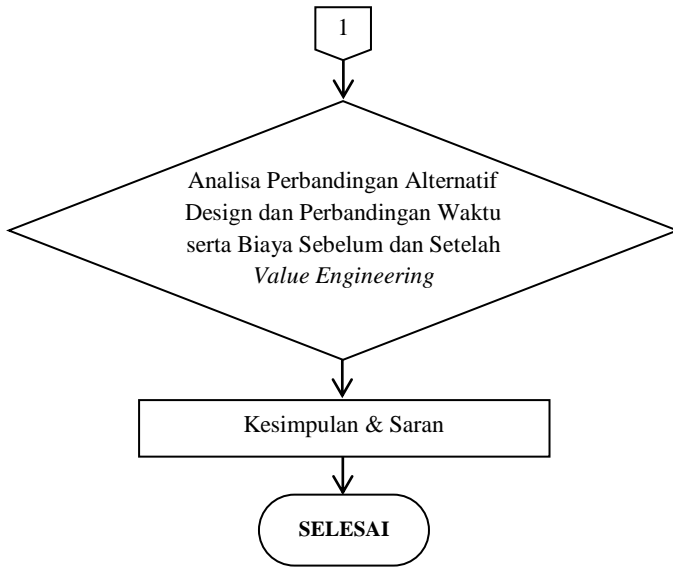 1
Analisa Perbandingan Alternatif
Design dan Perbandingan Waktu
serta Biaya Sebelum dan Setelah
Value Engineering
Kesimpulan & Saran
SELESAI